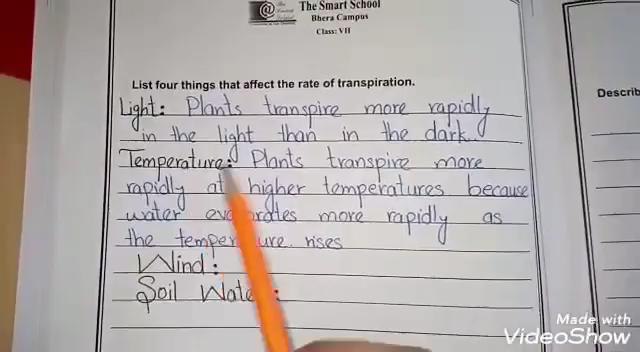 The Smart School
Bhera Campus
Class: VII
List four things that affect the rate of transpiration.
Describ
Light: Plants transpire more rapidly
in the light than in the dark.
Temperature: Plants transpire more
rapidly at higher temperatures because
water evaporates more rapidly as
the temperature rises
Wind:
Soil Water:
Made with
VideoShow